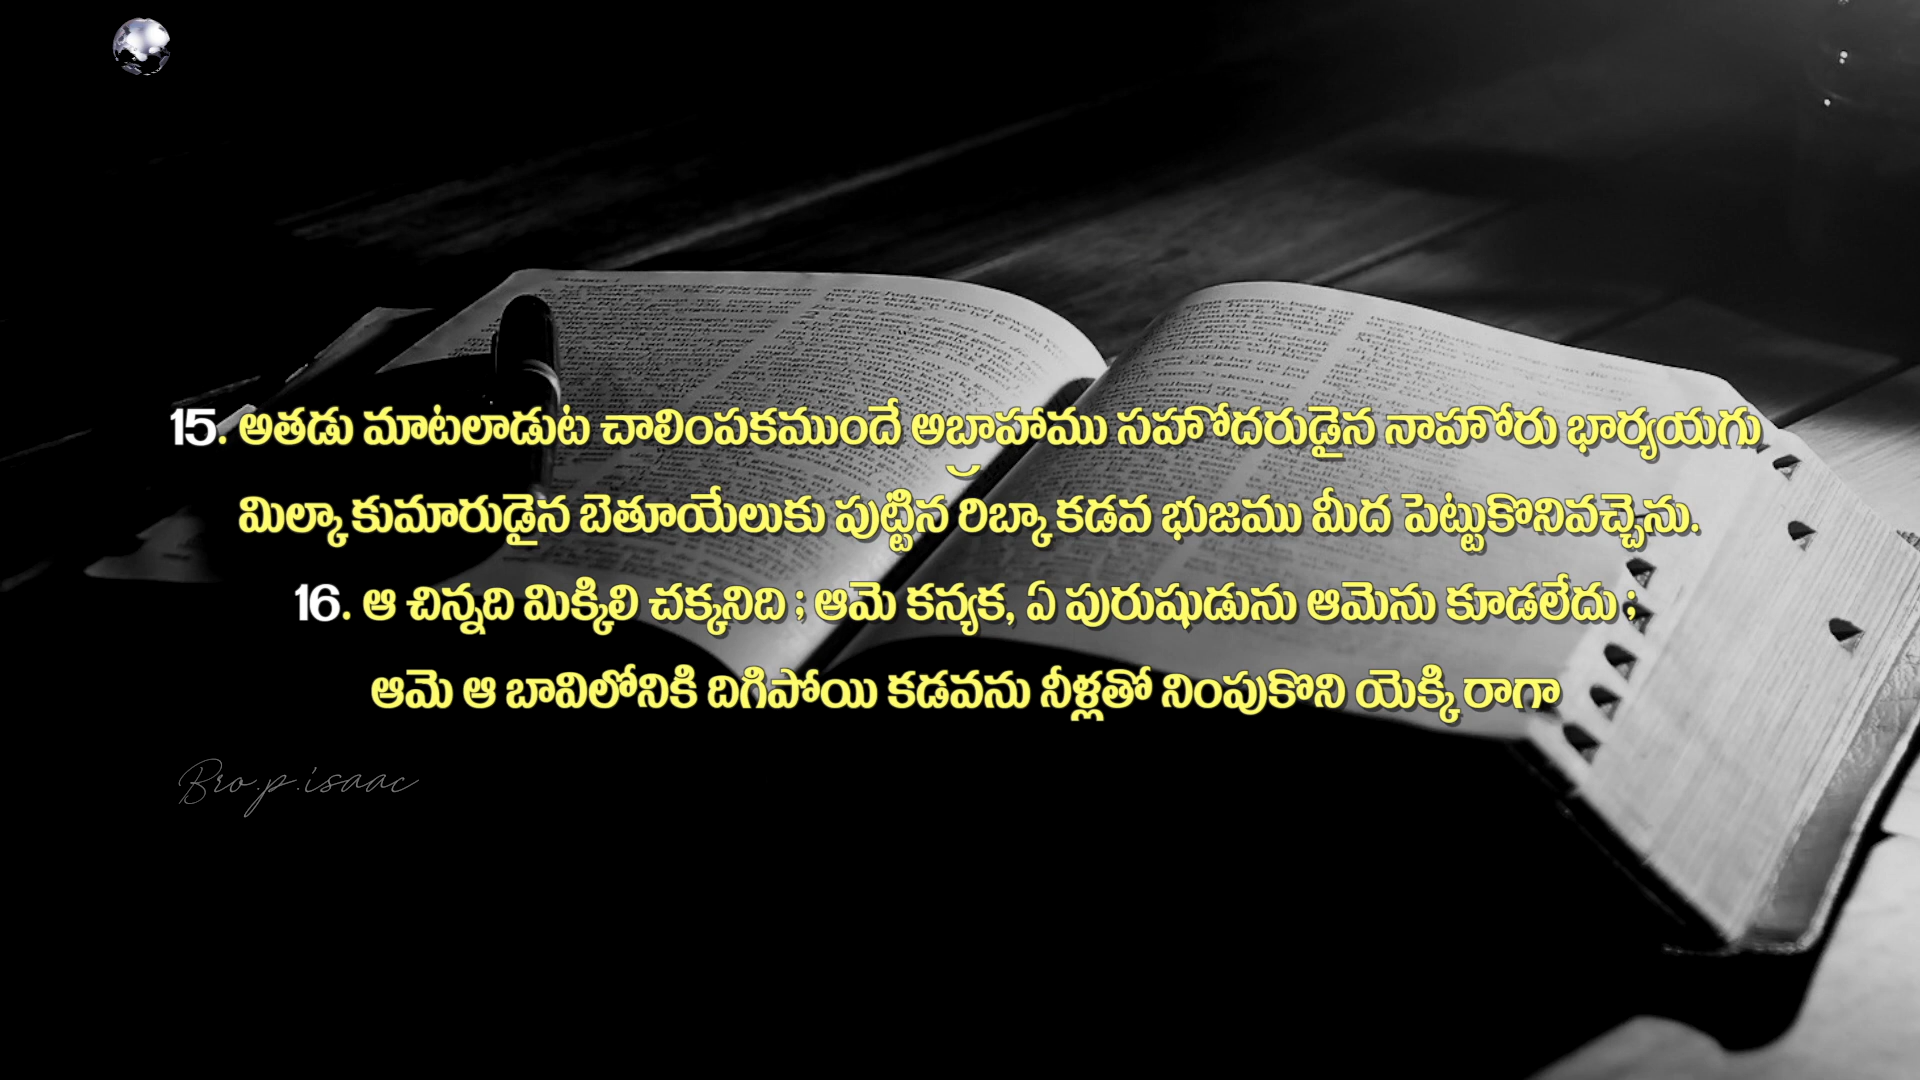 15. అతడు మాటలాడుట చాలింపకముందే అబ్రాహాము సహోదరుడైన నాహోరు భార్యయగు
మిల్కా కుమారుడైన బెతూయేలుకు పుట్టిన రిబ్కా కడవ భుజము మీద పెట్టుకొనివచ్చెను.
16. ఆ చిన్నది మిక్కిలి చక్కనిది ; ఆమె కన్యక, ఏ పురుషుడును ఆమెను కూడలేదు ;
ఆమె ఆ బావిలోనికి దిగిపోయి కడవను నీళ్లతో నింపుకొని యెక్కి రాగా
Bro.p.isaac